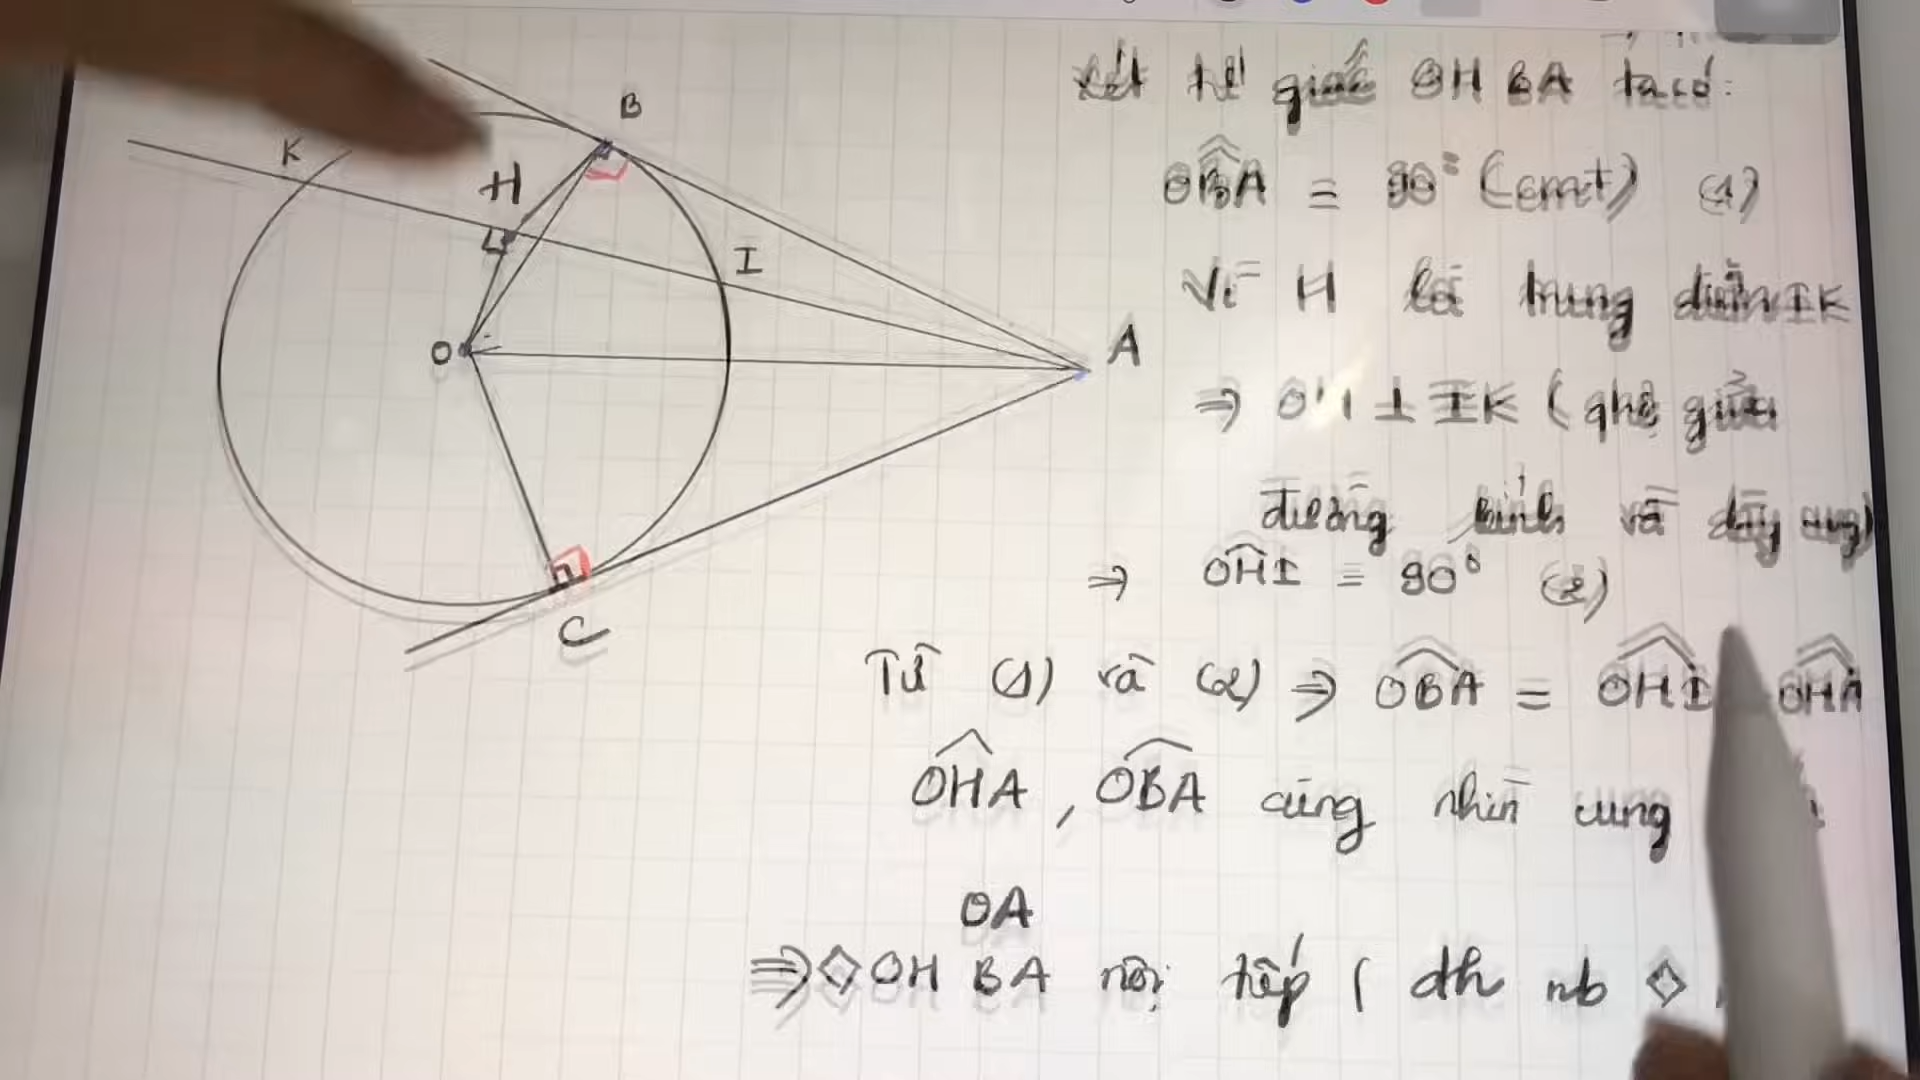 B
K
H
I
O
A
C
Xét tứ giác OHBA ta có:
OBA = 90° (cmt) (1)
Vì H là trung điểm IK
⇒ OH ⊥ IK (qhệ giữa
đường kính và dây cung)
⇒ OHI = 90° (2)
Từ (1) và (2) ⇒ OBA = OHI OHA
OHA , OBA cùng nhìn cung
OA
⇒ ◇ OHBA nội tiếp ( dh nb ◇